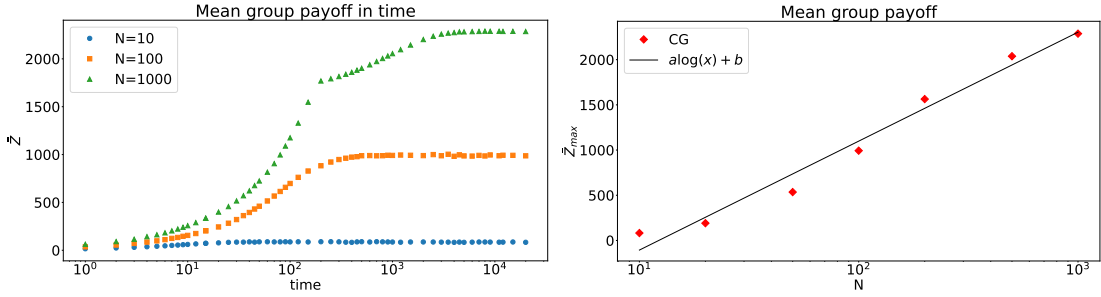 Mean group payoff in time
N=10
N=100
N=1000
2000
1500
1000
500
0
Z̄
10⁰ 10¹ 10² 10³ 10⁴
time
Mean group payoff
CG
alog(x) + b
2000
1500
1000
500
0
Z̄max
10¹ 10² 10³
N